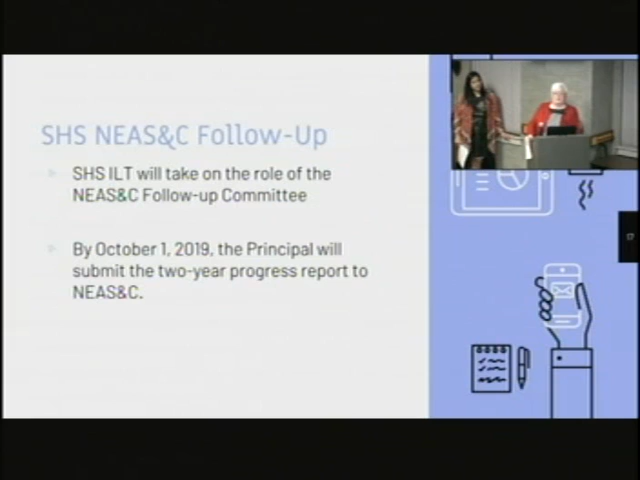 SHS NEAS&C Follow-Up
SHS ILT will take on the role of the
NEAS&C Follow-up Committee
By October 1, 2019, the Principal will
submit the two-year progress report to
NEAS&C.